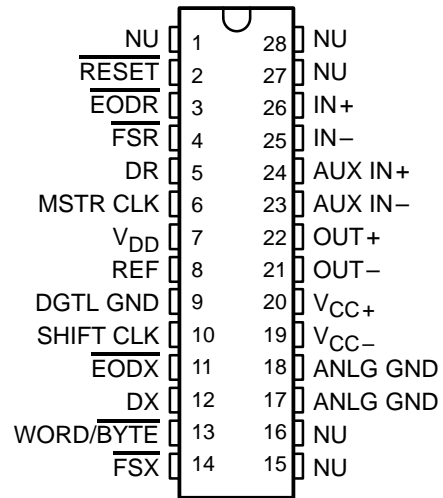 NU 1 28 NU
RESET 2 27 NU
EODR 3 26 IN+
FSR 4 25 IN−
DR 5 24 AUX IN+
MSTR CLK 6 23 AUX IN−
VDD 7 22 OUT+
REF 8 21 OUT−
DGTL GND 9 20 VCC+
SHIFT CLK 10 19 VCC−
EODX 11 18 ANLG GND
DX 12 17 ANLG GND
WORD/BYTE 13 16 NU
FSX 14 15 NU